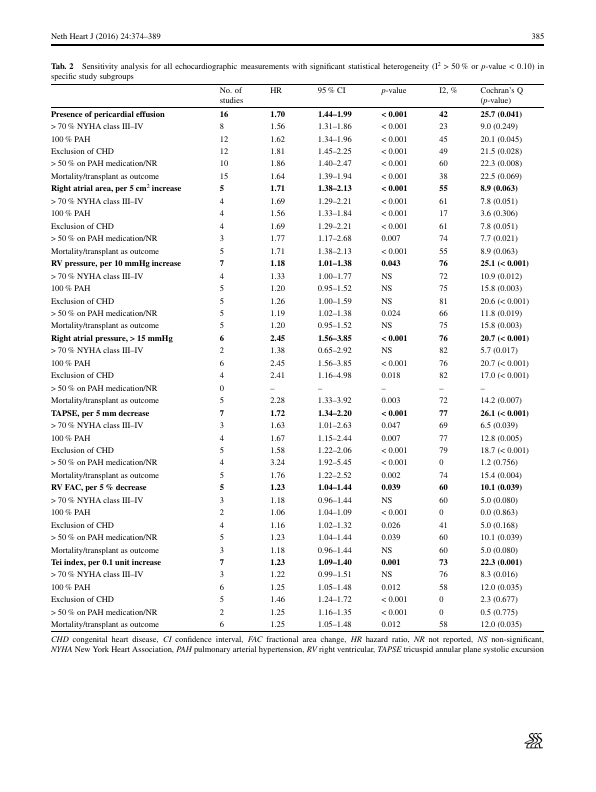 Neth Heart J (2016) 24:374–389 385
Tab. 2 Sensitivity analysis for all echocardiographic measurements with significant statistical heterogeneity (I² > 50 % or p-value < 0.10) in
specific study subgroups
No. of studies HR 95 % CI p-value I2, % Cochran's Q (p-value)
Presence of pericardial effusion 16 1.70 1.44–1.99 < 0.001 42 25.7 (0.041)
> 70 % NYHA class III–IV 8 1.56 1.31–1.86 < 0.001 23 9.0 (0.249)
100 % PAH 12 1.62 1.34–1.96 < 0.001 45 20.1 (0.045)
Exclusion of CHD 12 1.81 1.45–2.25 < 0.001 49 21.5 (0.028)
> 50 % on PAH medication/NR 10 1.86 1.40–2.47 < 0.001 60 22.3 (0.008)
Mortality/transplant as outcome 15 1.64 1.39–1.94 < 0.001 38 22.5 (0.069)
Right atrial area, per 5 cm² increase 5 1.71 1.38–2.13 < 0.001 55 8.9 (0.063)
> 70 % NYHA class III–IV 4 1.69 1.29–2.21 < 0.001 61 7.8 (0.051)
100 % PAH 4 1.56 1.33–1.84 < 0.001 17 3.6 (0.306)
Exclusion of CHD 4 1.69 1.29–2.21 < 0.001 61 7.8 (0.051)
> 50 % on PAH medication/NR 3 1.77 1.17–2.68 0.007 74 7.7 (0.021)
Mortality/transplant as outcome 5 1.71 1.38–2.13 < 0.001 55 8.9 (0.063)
RV pressure, per 10 mmHg increase 7 1.18 1.01–1.38 0.043 76 25.1 (< 0.001)
> 70 % NYHA class III–IV 4 1.33 1.00–1.77 NS 72 10.9 (0.012)
100 % PAH 5 1.20 0.95–1.52 NS 75 15.8 (0.003)
Exclusion of CHD 5 1.26 1.00–1.59 NS 81 20.6 (< 0.001)
> 50 % on PAH medication/NR 5 1.19 1.02–1.38 0.024 66 11.8 (0.019)
Mortality/transplant as outcome 5 1.20 0.95–1.52 NS 75 15.8 (0.003)
Right atrial pressure, > 15 mmHg 6 2.45 1.56–3.85 < 0.001 76 20.7 (< 0.001)
> 70 % NYHA class III–IV 2 1.38 0.65–2.92 NS 82 5.7 (0.017)
100 % PAH 6 2.45 1.56–3.85 < 0.001 76 20.7 (< 0.001)
Exclusion of CHD 4 2.41 1.16–4.98 0.018 82 17.0 (< 0.001)
> 50 % on PAH medication/NR 0 – – – – –
Mortality/transplant as outcome 5 2.28 1.33–3.92 0.003 72 14.2 (0.007)
TAPSE, per 5 mm decrease 7 1.72 1.34–2.20 < 0.001 77 26.1 (< 0.001)
> 70 % NYHA class III–IV 3 1.63 1.01–2.63 0.047 69 6.5 (0.039)
100 % PAH 4 1.67 1.15–2.44 0.007 77 12.8 (0.005)
Exclusion of CHD 5 1.58 1.22–2.06 < 0.001 79 18.7 (< 0.001)
> 50 % on PAH medication/NR 4 3.24 1.92–5.45 < 0.001 0 1.2 (0.756)
Mortality/transplant as outcome 5 1.76 1.22–2.52 0.002 74 15.4 (0.004)
RV FAC, per 5 % decrease 5 1.23 1.04–1.44 0.039 60 10.1 (0.039)
> 70 % NYHA class III–IV 3 1.18 0.96–1.44 NS 60 5.0 (0.080)
100 % PAH 2 1.06 1.04–1.09 < 0.001 0 0.0 (0.863)
Exclusion of CHD 4 1.16 1.02–1.32 0.026 41 5.0 (0.168)
> 50 % on PAH medication/NR 5 1.23 1.04–1.44 0.039 60 10.1 (0.039)
Mortality/transplant as outcome 3 1.18 0.96–1.44 NS 60 5.0 (0.080)
Tei index, per 0.1 unit increase 7 1.23 1.09–1.40 0.001 73 22.3 (0.001)
> 70 % NYHA class III–IV 3 1.22 0.99–1.51 NS 76 8.3 (0.016)
100 % PAH 6 1.25 1.05–1.48 0.012 58 12.0 (0.035)
Exclusion of CHD 5 1.46 1.24–1.72 < 0.001 0 2.3 (0.677)
> 50 % on PAH medication/NR 2 1.25 1.16–1.35 < 0.001 0 0.5 (0.775)
Mortality/transplant as outcome 6 1.25 1.05–1.48 0.012 58 12.0 (0.035)
CHD congenital heart disease, CI confidence interval, FAC fractional area change, HR hazard ratio, NR not reported, NS non-significant,
NYHA New York Heart Association, PAH pulmonary arterial hypertension, RV right ventricular, TAPSE tricuspid annular plane systolic excursion